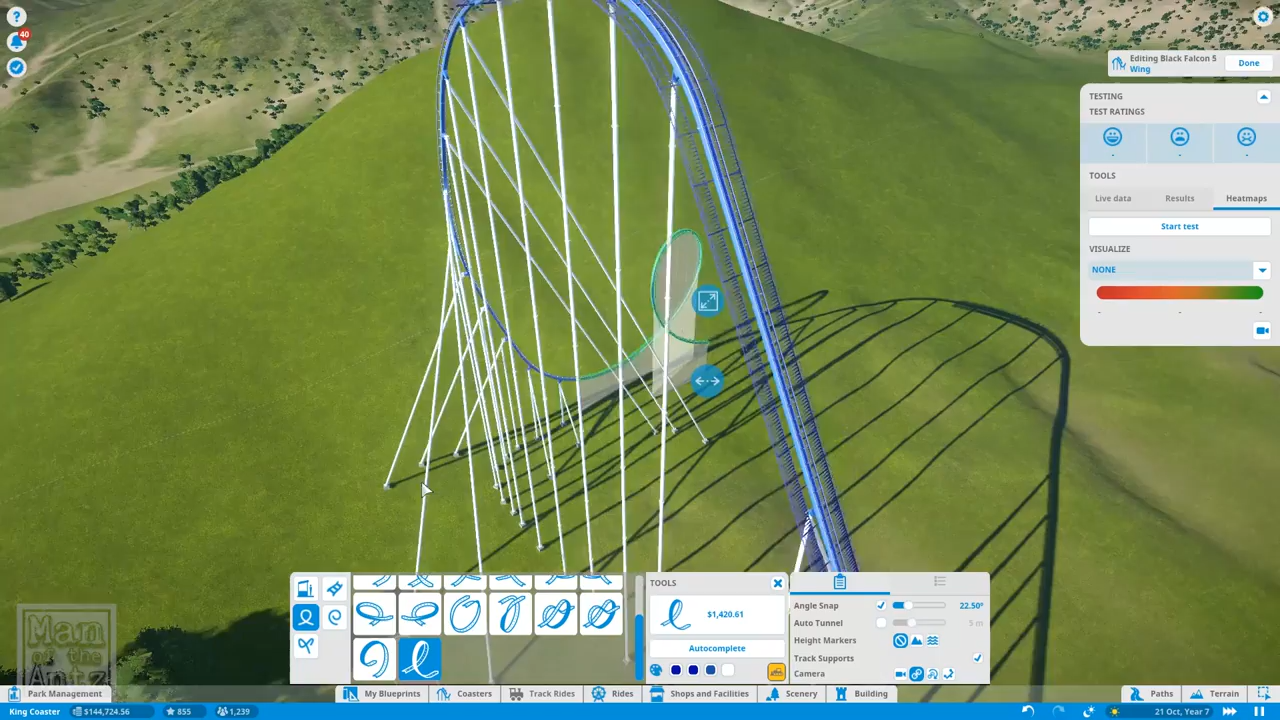 ?
40
Editing Black Falcon 5
Wing
Done
TESTING
TEST RATINGS
- - -
TOOLS
Live data Results Heatmaps
Start test
VISUALIZE
NONE
- - -
TOOLS
$1,420.61
Autocomplete
Angle Snap 22.50°
Auto Tunnel 5 m
Height Markers
Track Supports
Camera
Man
of the
Antz
Park Management My Blueprints Coasters Track Rides Rides Shops and Facilities Scenery Building Paths Terrain
King Coaster $144,724.56 855 1,239 21 Oct, Year 7